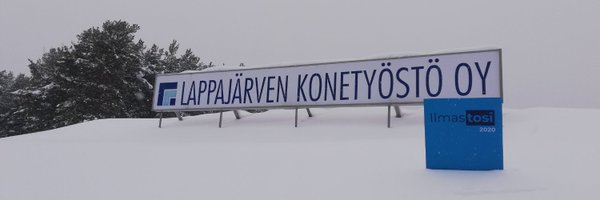 LAPPAJÄRVEN KONETYÖSTÖ OY
Ilmastosi
2020